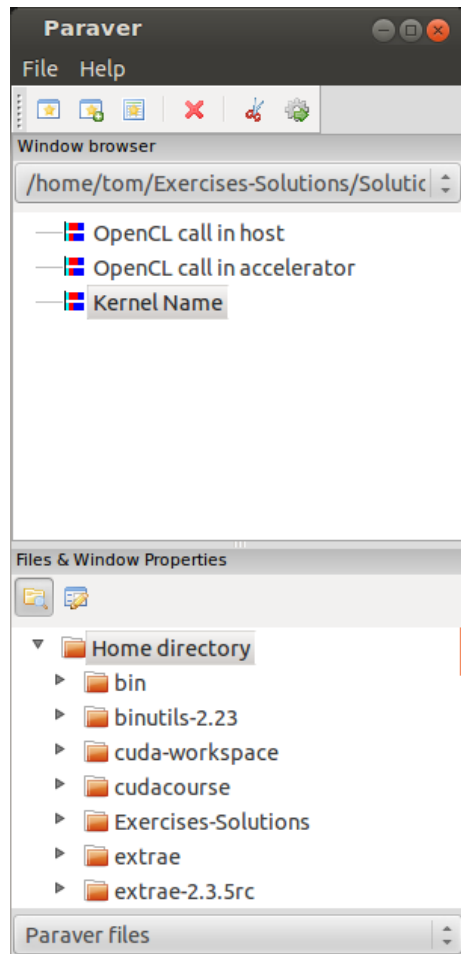 Paraver
File Help
Window browser
/home/tom/Exercises-Solutions/Solutic
OpenCL call in host
OpenCL call in accelerator
Kernel Name
Files & Window Properties
Home directory
bin
binutils-2.23
cuda-workspace
cudacourse
Exercises-Solutions
extrae
extrae-2.3.5rc
Paraver files